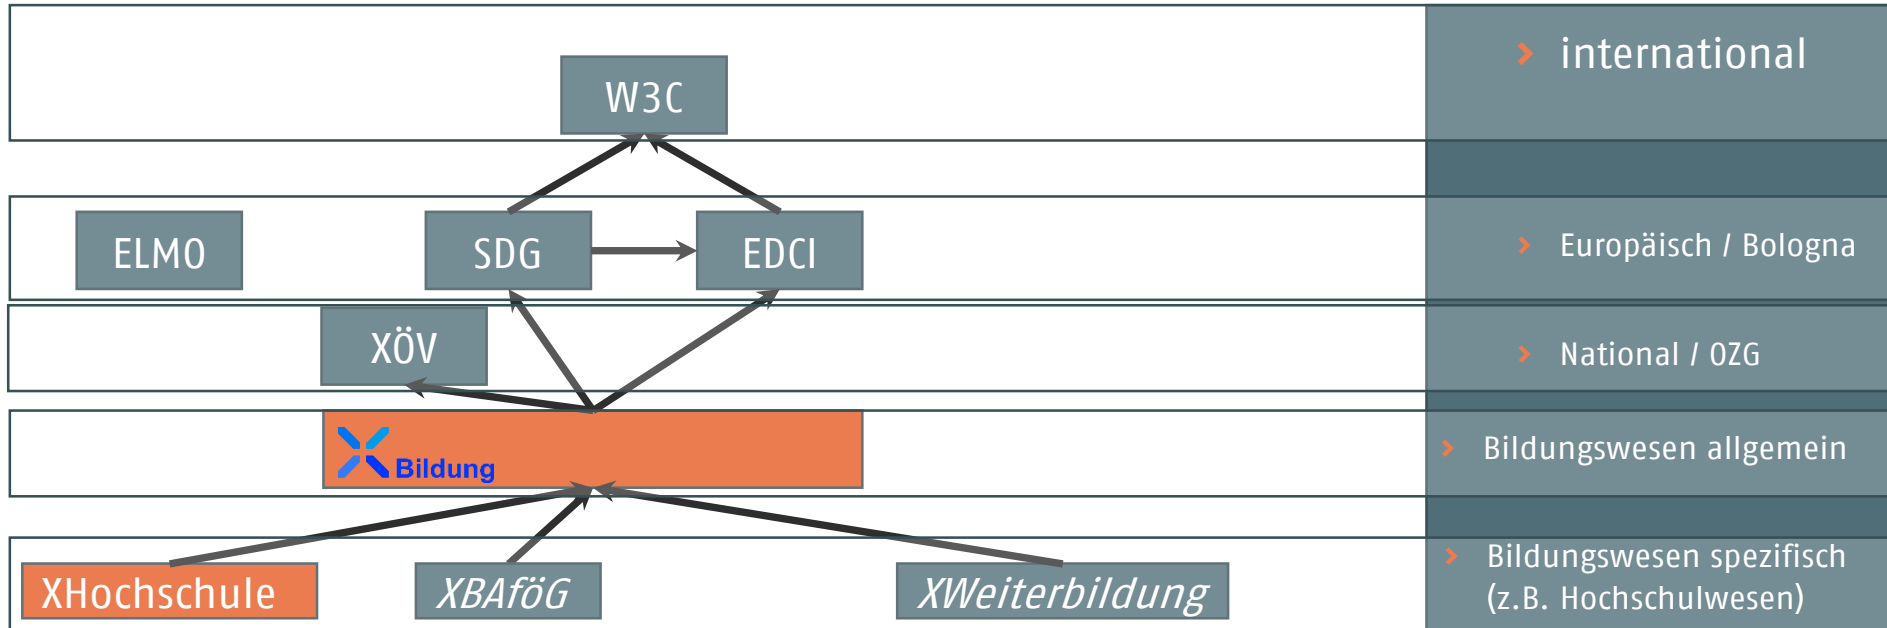 international
W3C
ELMO
SDG
EDCI
Europäisch / Bologna
XÖV
National / OZG
Bildung
Bildungswesen allgemein
XHochschule
XBAföG
XWeiterbildung
Bildungswesen spezifisch
(z.B. Hochschulwesen)